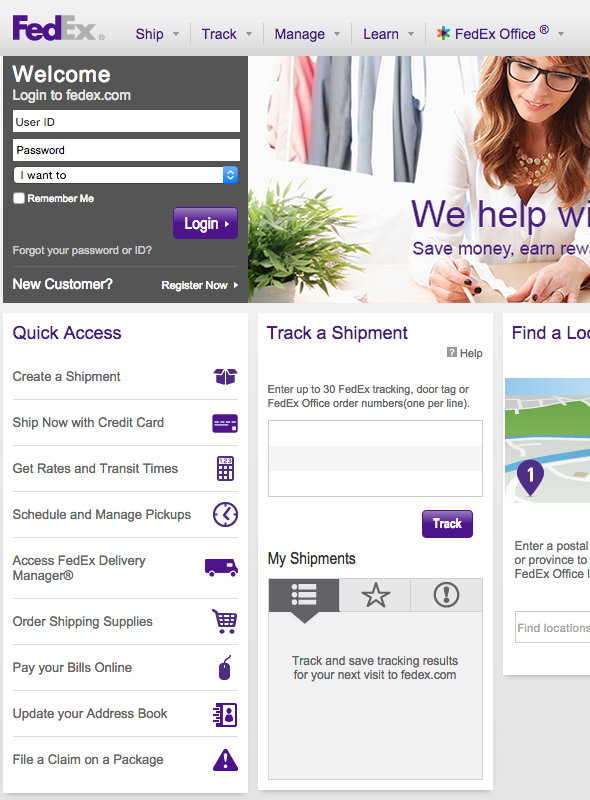 FedEx®
Ship
Track
Manage
Learn
FedEx Office ®
Welcome
Login to fedex.com
User ID
Password
I want to
Remember Me
Login
Forgot your password or ID?
New Customer?
Register Now
We help wi
Save money, earn rewa
Quick Access
Create a Shipment
Ship Now with Credit Card
Get Rates and Transit Times
123
Schedule and Manage Pickups
Access FedEx Delivery
Manager®
Order Shipping Supplies
Pay your Bills Online
Update your Address Book
File a Claim on a Package
Track a Shipment
? Help
Enter up to 30 FedEx tracking, door tag or
FedEx Office order numbers(one per line).
Track
My Shipments
Track and save tracking results
for your next visit to fedex.com
Find a Loc
1
Enter a postal
or province to
FedEx Office l
Find locations